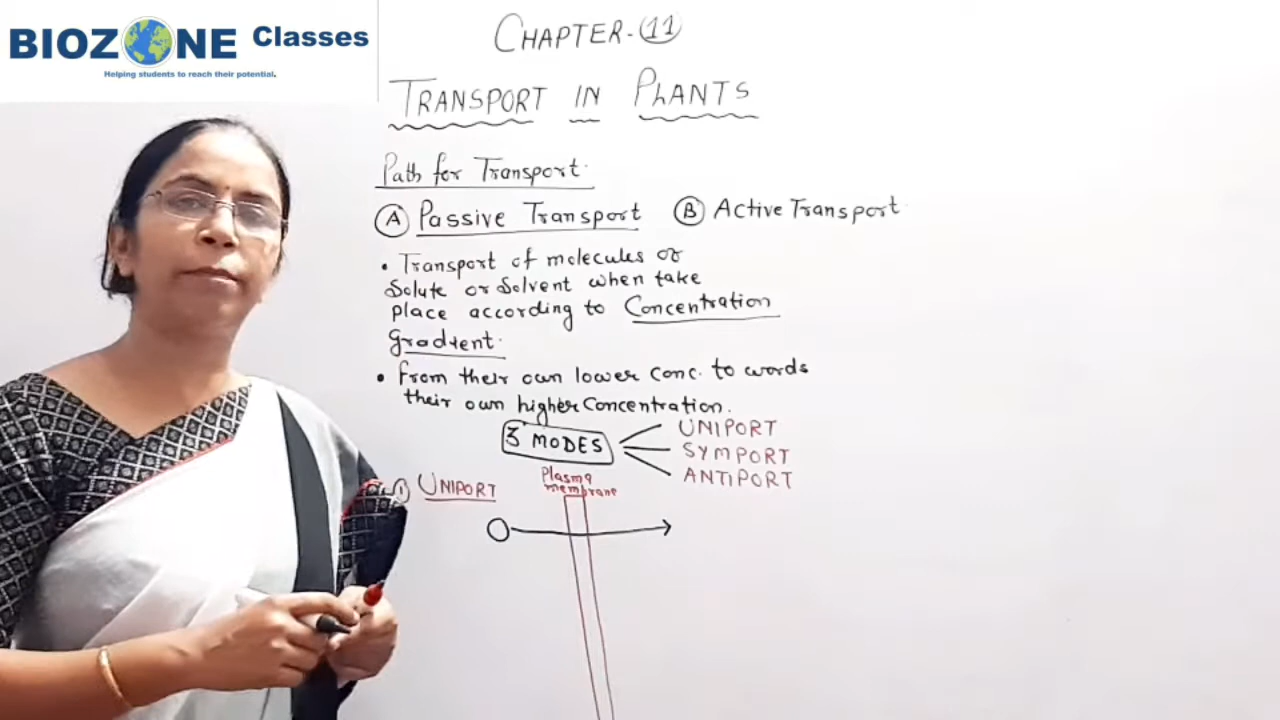 BIOZONE Classes
Helping students to reach their potential.
CHAPTER-11
TRANSPORT IN PLANTS
Path for Transport.
A Passive Transport B Active Transport.
• Transport of molecules or
Solute or Solvent when take
place according to Concentration
gradient.
• From their own lower conc. to words
their own higher Concentration.
3 MODES
UNIPORT
SYMPORT
ANTIPORT
1 UNIPORT
Plasma
membrane